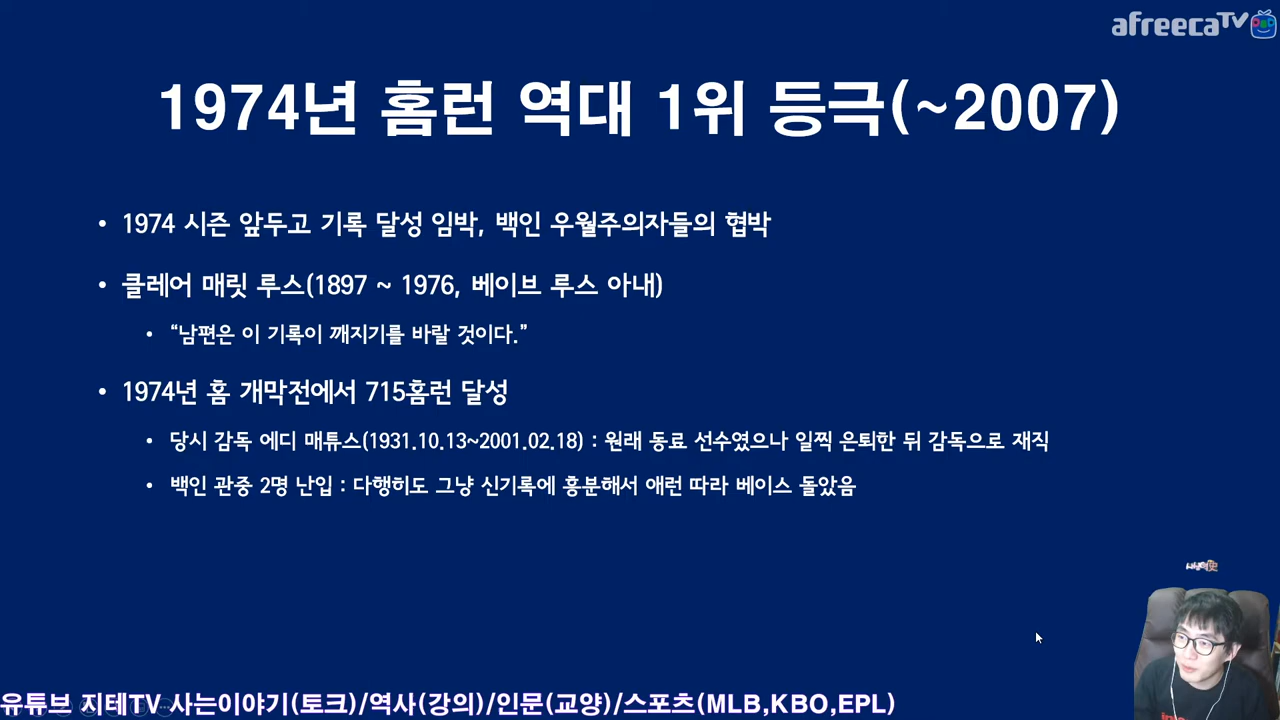 afreecaTV
1974년 홈런 역대 1위 등극(~2007)
• 1974 시즌 앞두고 기록 달성 임박, 백인 우월주의자들의 협박
• 클레어 매릿 루스(1897 ~ 1976, 베이브 루스 아내)
• “남편은 이 기록이 깨지기를 바랄 것이다.”
• 1974년 홈 개막전에서 715홈런 달성
• 당시 감독 에디 매튜스(1931.10.13~2001.02.18) : 원래 동료 선수였으나 일찍 은퇴한 뒤 감독으로 재직
• 백인 관중 2명 난입 : 다행히도 그냥 신기록에 흥분해서 애런 따라 베이스 돌았음
유튜브 지테TV 사는이야기(토크)/역사(강의)/인문(교양)/스포츠(MLB,KBO,EPL)